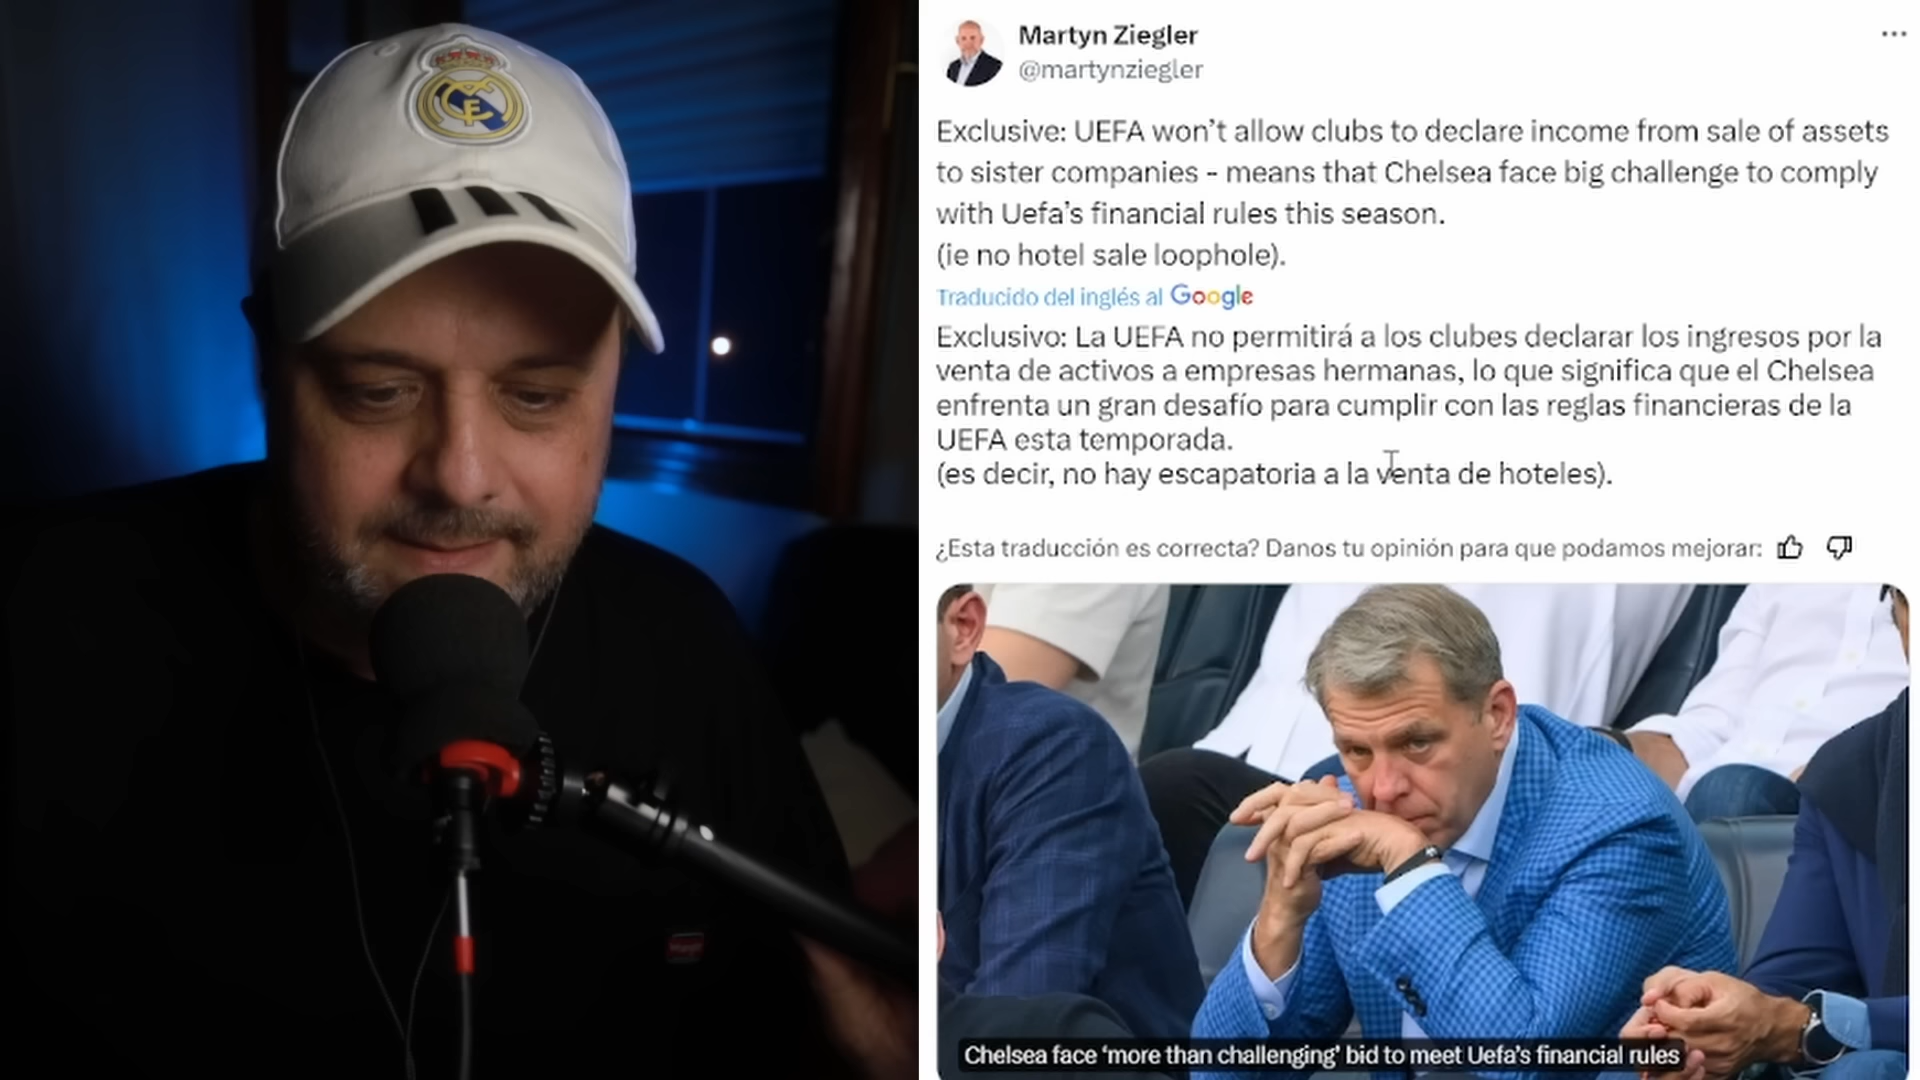 Martyn Ziegler
@martynziegler
Exclusive: UEFA won’t allow clubs to declare income from sale of assets
to sister companies - means that Chelsea face big challenge to comply
with Uefa’s financial rules this season.
(ie no hotel sale loophole).
Traducido del inglés al Google
Exclusivo: La UEFA no permitirá a los clubes declarar los ingresos por la
venta de activos a empresas hermanas, lo que significa que el Chelsea
enfrenta un gran desafío para cumplir con las reglas financieras de la
UEFA esta temporada.
(es decir, no hay escapatoria a la venta de hoteles).
¿Esta traducción es correcta? Danos tu opinión para que podamos mejorar:
Chelsea face ‘more than challenging’ bid to meet Uefa’s financial rules